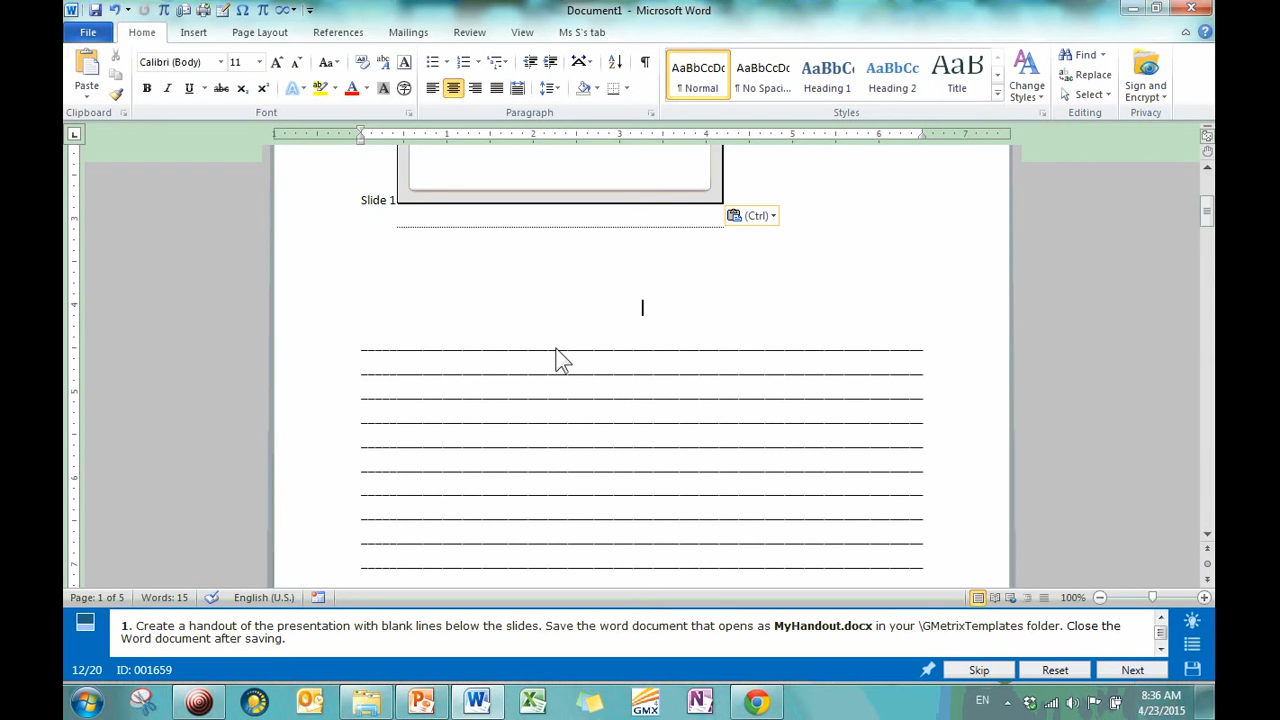 Document1 - Microsoft Word
File Home Insert Page Layout References Mailings Review View Ms S's tab
Paste
Clipboard
Calibri (Body) 11
Font
Paragraph
AaBbCcDc AaBbCcDc AaBbC AaBbCc AaB
¶ Normal ¶ No Spaci... Heading 1 Heading 2 Title
Styles
Change Styles
Find
Replace
Select
Editing
Sign and Encrypt
Privacy
Slide 1
(Ctrl)
Page: 1 of 5 Words: 15 English (U.S.) 100%
1. Create a handout of the presentation with blank lines below the slides. Save the word document that opens as MyHandout.docx in your \GMetrixTemplates folder. Close the
Word document after saving.
12/20 ID: 001659 Skip Reset Next
EN 8:36 AM
4/23/2015